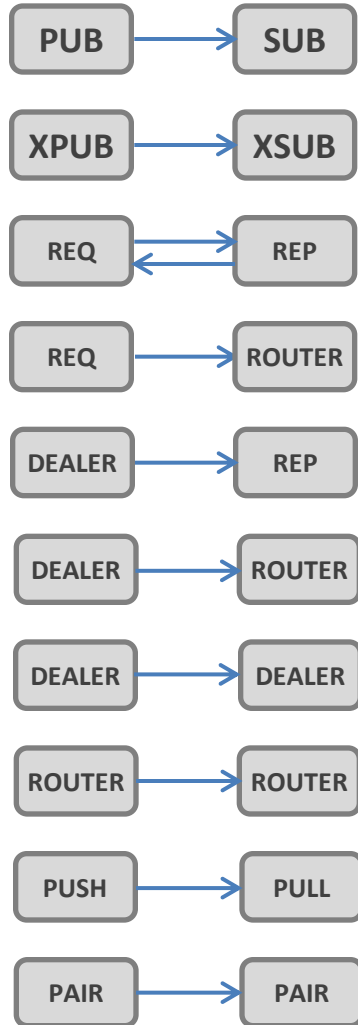 PUB SUB
XPUB XSUB
REQ REP
REQ ROUTER
DEALER REP
DEALER ROUTER
DEALER DEALER
ROUTER ROUTER
PUSH PULL
PAIR PAIR